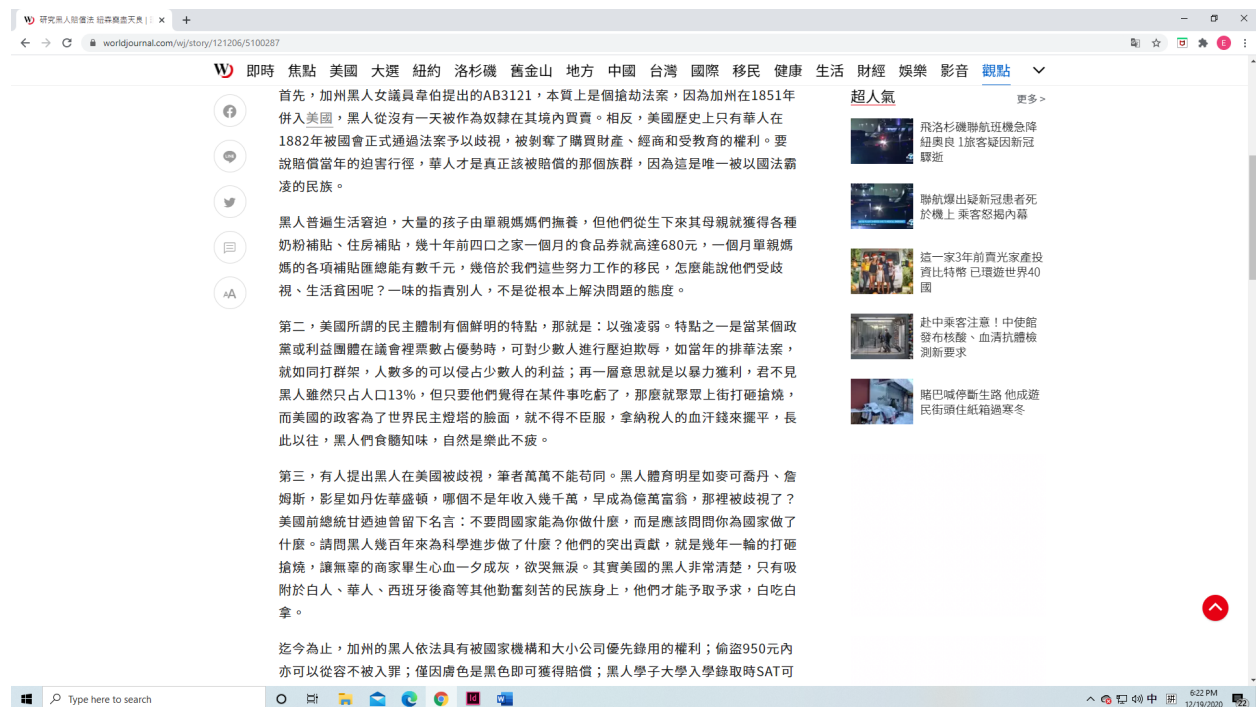 研究黑人賠償法 紐森喪盡天良 |
worldjournal.com/wj/story/121206/5100287
即時 焦點 美國 大選 紐約 洛杉磯 舊金山 地方 中國 台灣 國際 移民 健康 生活 財經 娛樂 影音 觀點
首先，加州黑人女議員韋伯提出的AB3121，本質上是個搶劫法案，因為加州在1851年
併入美國，黑人從沒有一天被作為奴隸在其境內買賣。相反，美國歷史上只有華人在
1882年被國會正式通過法案予以歧視，被剝奪了購買財產、經商和受教育的權利。要
說賠償當年的迫害行徑，華人才是真正該被賠償的那個族群，因為這是唯一被以國法霸
凌的民族。
黑人普遍生活窘迫，大量的孩子由單親媽媽們撫養，但他們從生下來其母親就獲得各種
奶粉補貼、住房補貼，幾十年前四口之家一個月的食品券就高達680元，一個月單親媽
媽的各項補貼匯總能有數千元，幾倍於我們這些努力工作的移民，怎麼能說他們受歧
視、生活貧困呢？一味的指責別人，不是從根本上解決問題的態度。
第二，美國所謂的民主體制有個鮮明的特點，那就是：以強凌弱。特點之一是當某個政
黨或利益團體在議會裡票數占優勢時，可對少數人進行壓迫欺辱，如當年的排華法案，
就如同打群架，人數多的可以侵占少數人的利益；再一層意思就是以暴力獲利，君不見
黑人雖然只占人口13%，但只要他們覺得在某件事吃虧了，那麼就聚眾上街打砸搶燒，
而美國的政客為了世界民主燈塔的臉面，就不得不臣服，拿納稅人的血汗錢來擺平，長
此以往，黑人們食髓知味，自然是樂此不疲。
第三，有人提出黑人在美國被歧視，筆者萬萬不能苟同。黑人體育明星如麥可喬丹、詹
姆斯，影星如丹佐華盛頓，哪個不是年收入幾千萬，早成為億萬富翁，那裡被歧視了？
美國前總統甘迺迪曾留下名言：不要問國家能為你做什麼，而是應該問問你為國家做了
什麼。請問黑人幾百年來為科學進步做了什麼？他們的突出貢獻，就是幾年一輪的打砸
搶燒，讓無辜的商家畢生心血一夕成灰，欲哭無淚。其實美國的黑人非常清楚，只有吸
附於白人、華人、西班牙後裔等其他勤奮刻苦的民族身上，他們才能予取予求，白吃白
拿。
迄今為止，加州的黑人依法具有被國家機構和大小公司優先錄用的權利；偷盜950元內
亦可以從容不被入罪；僅因膚色是黑色即可獲得賠償；黑人學子大學入學錄取時SAT可
超人氣
更多 >
飛洛杉磯聯航班機急降
紐奧良 1旅客疑因新冠
驟逝
聯航爆出疑新冠患者死
於機上 乘客怒揭內幕
這一家3年前賣光家產投
資比特幣 已環遊世界40
國
赴中乘客注意！中使館
發布核酸、血清抗體檢
測新要求
賭巴喊停斷生路 他成遊
民街頭住紙箱過寒冬
Type here to search
中
拼
6:22 PM
12/19/2020
22